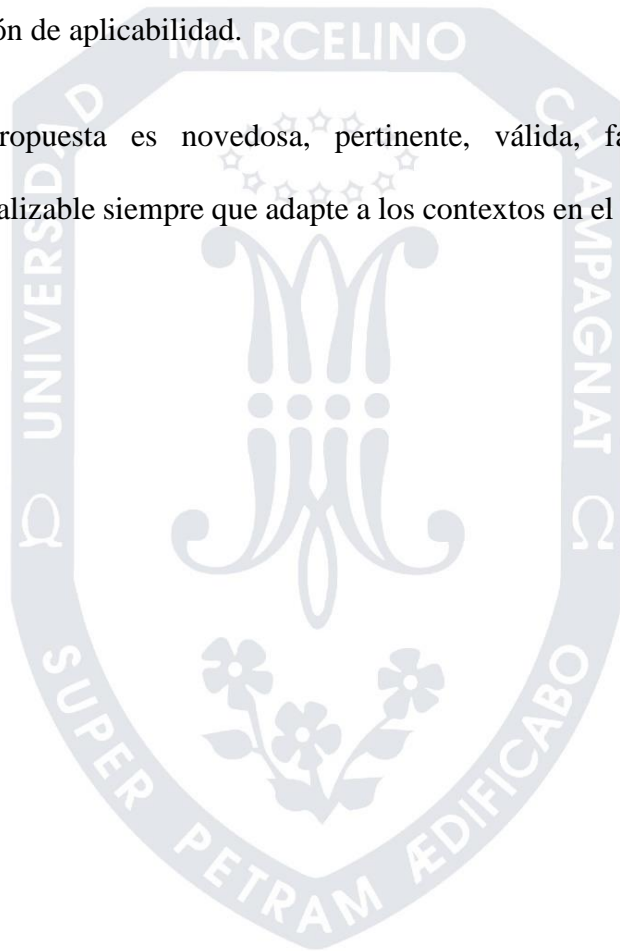 ón de aplicabilidad.
MARCELINO
ropuesta es novedosa, pertinente, válida, fa
alizable siempre que adapte a los contextos en el
UNIVERSIDAD
CHAMPAGNAT
SUPER PETRAM ÆDIFICABO